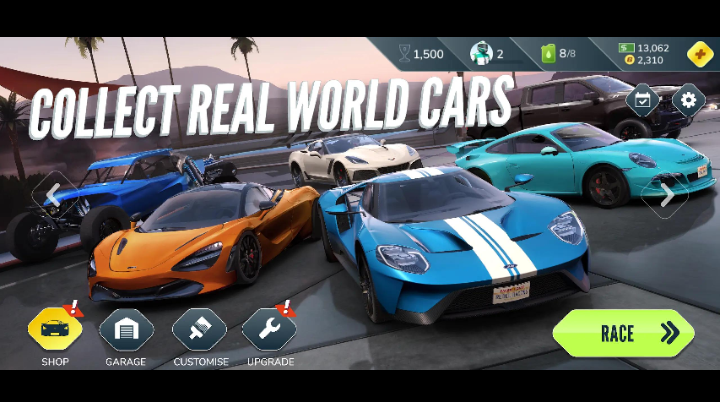 1,500
2
8/8
13,062
2,310
COLLECT REAL WORLD CARS
SHOP
GARAGE
CUSTOMISE
UPGRADE
RACE